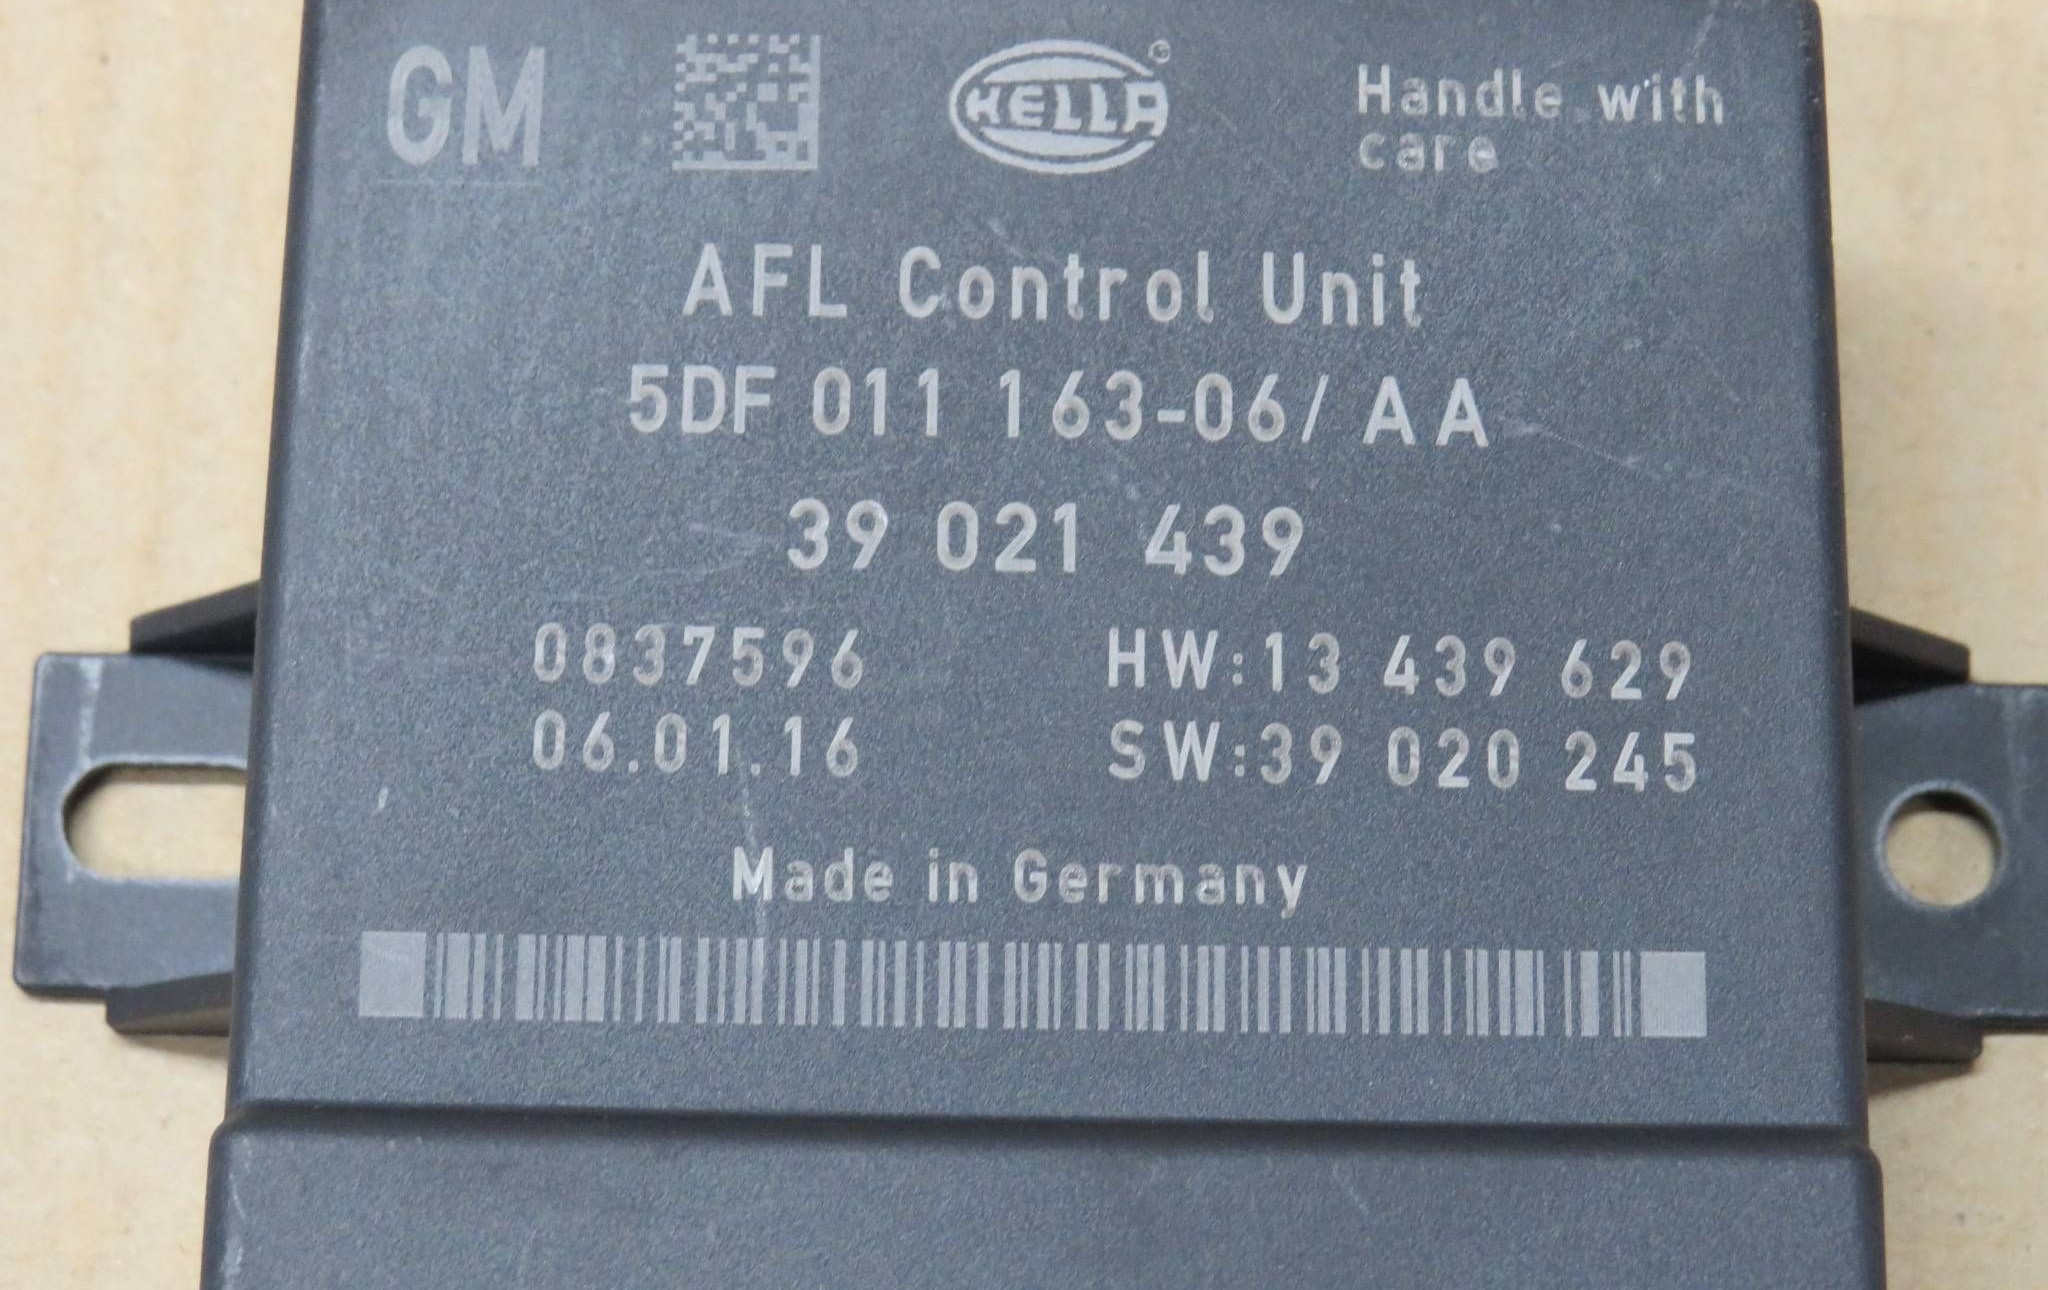 GM
HELLA
Handle with
care
AFL Control Unit
5DF 011 163-06/ AA
39 021 439
0837596 HW:13 439 629
06.01.16 SW:39 020 245
Made in Germany